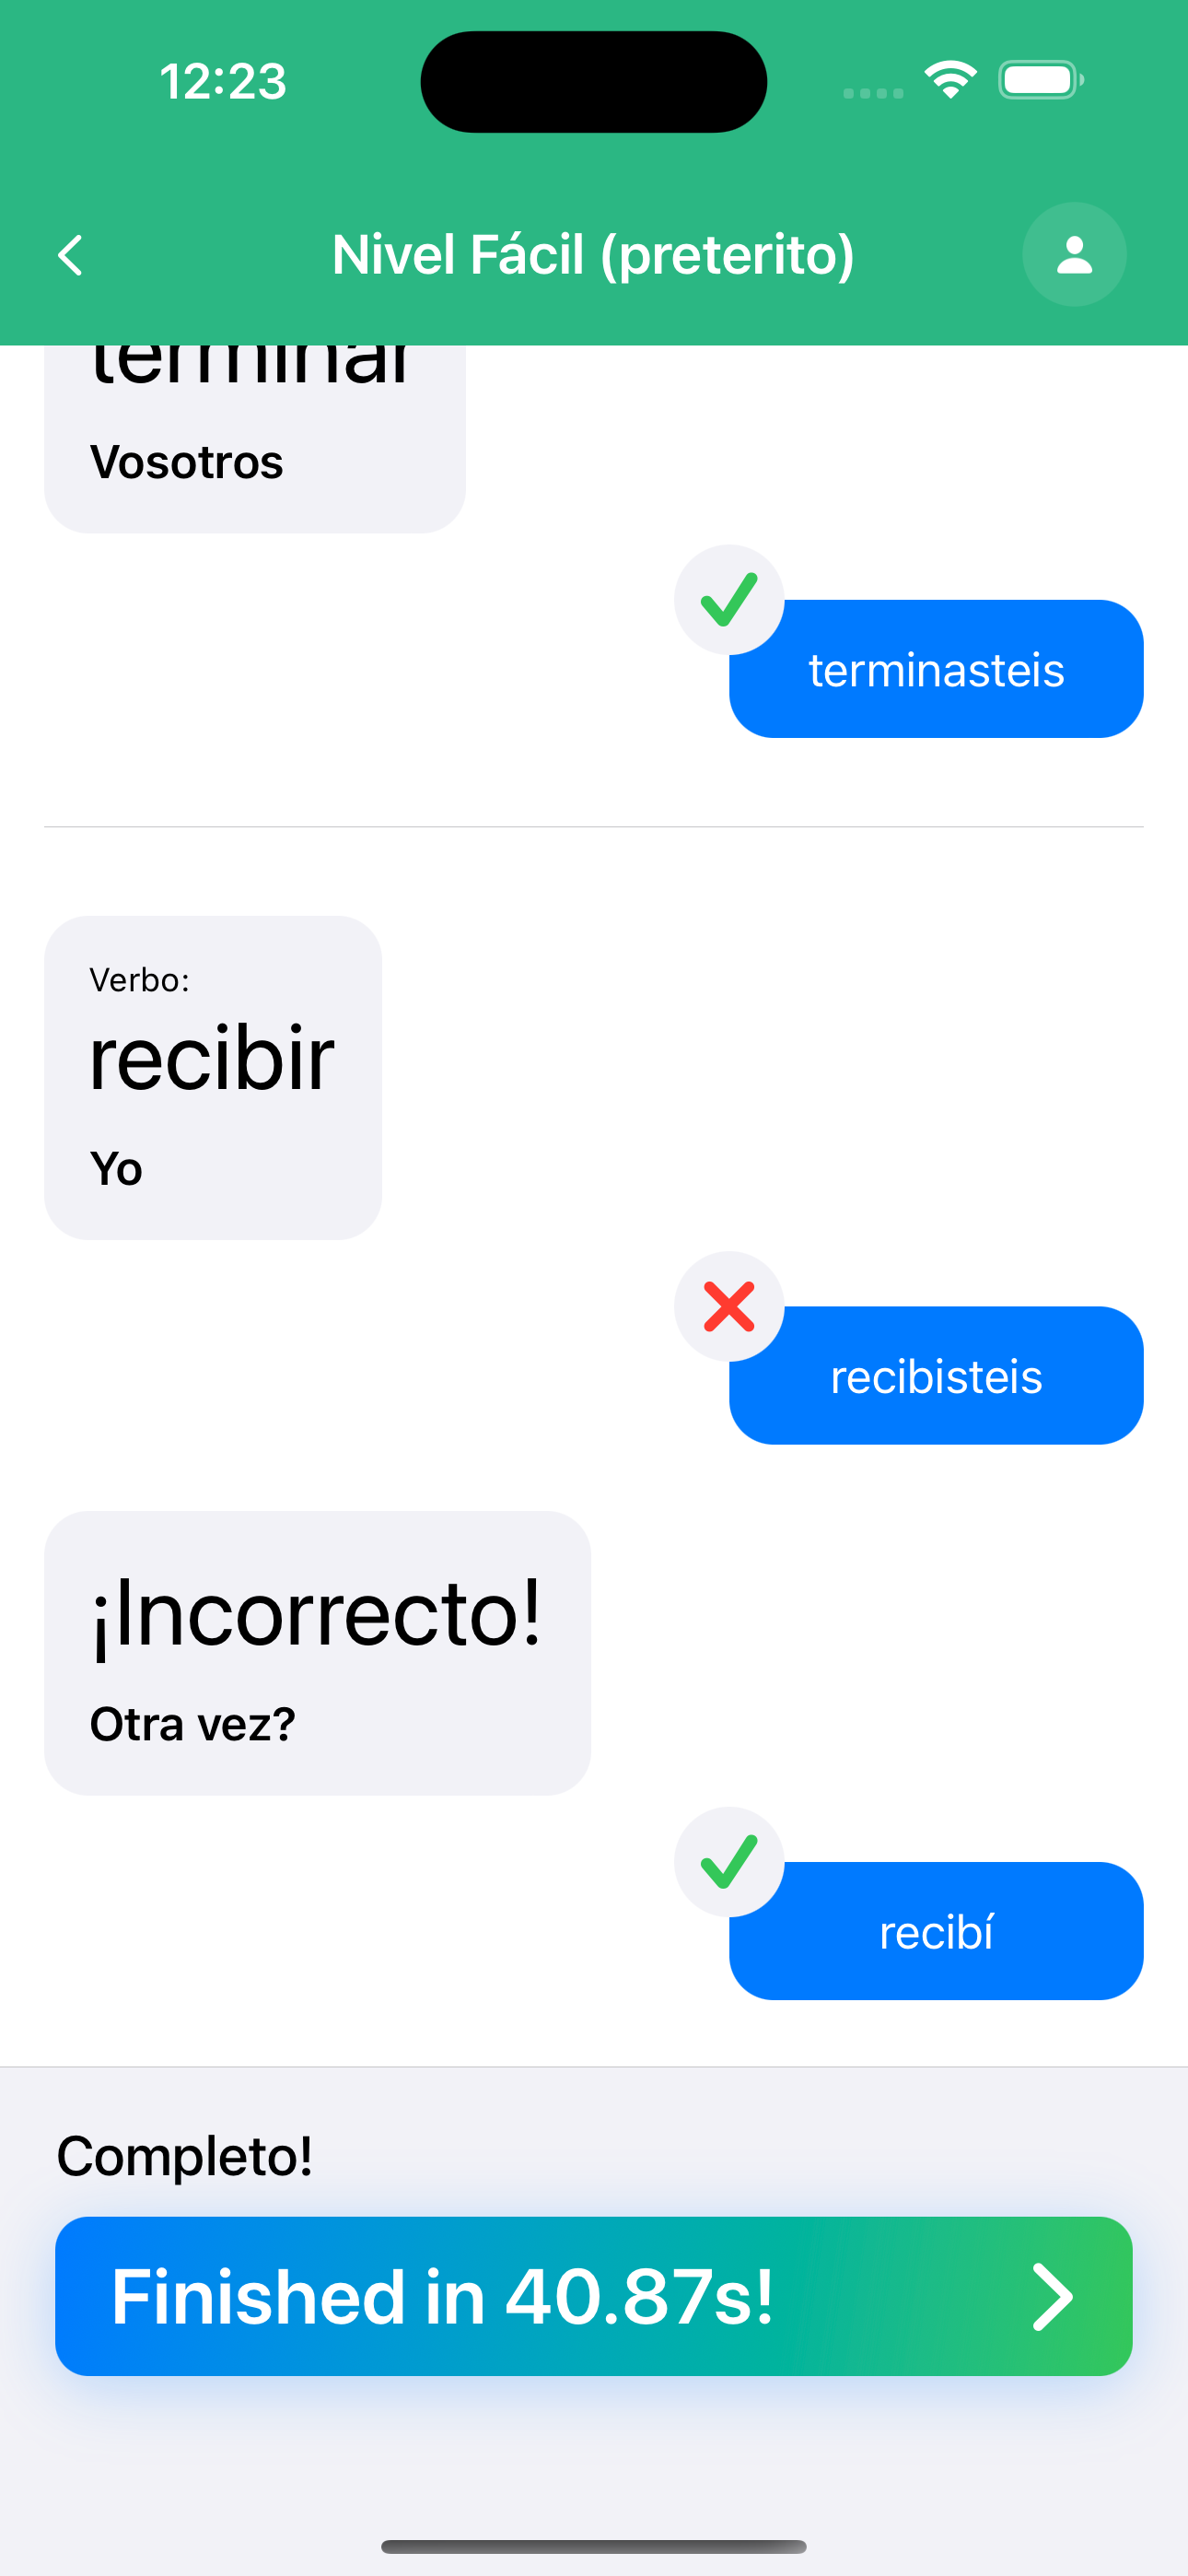 12:23
Nivel Fácil (preterito)
terminar
Vosotros
terminasteis
Verbo:
recibir
Yo
recibisteis
¡Incorrecto!
Otra vez?
recibí
Completo!
Finished in 40.87s!